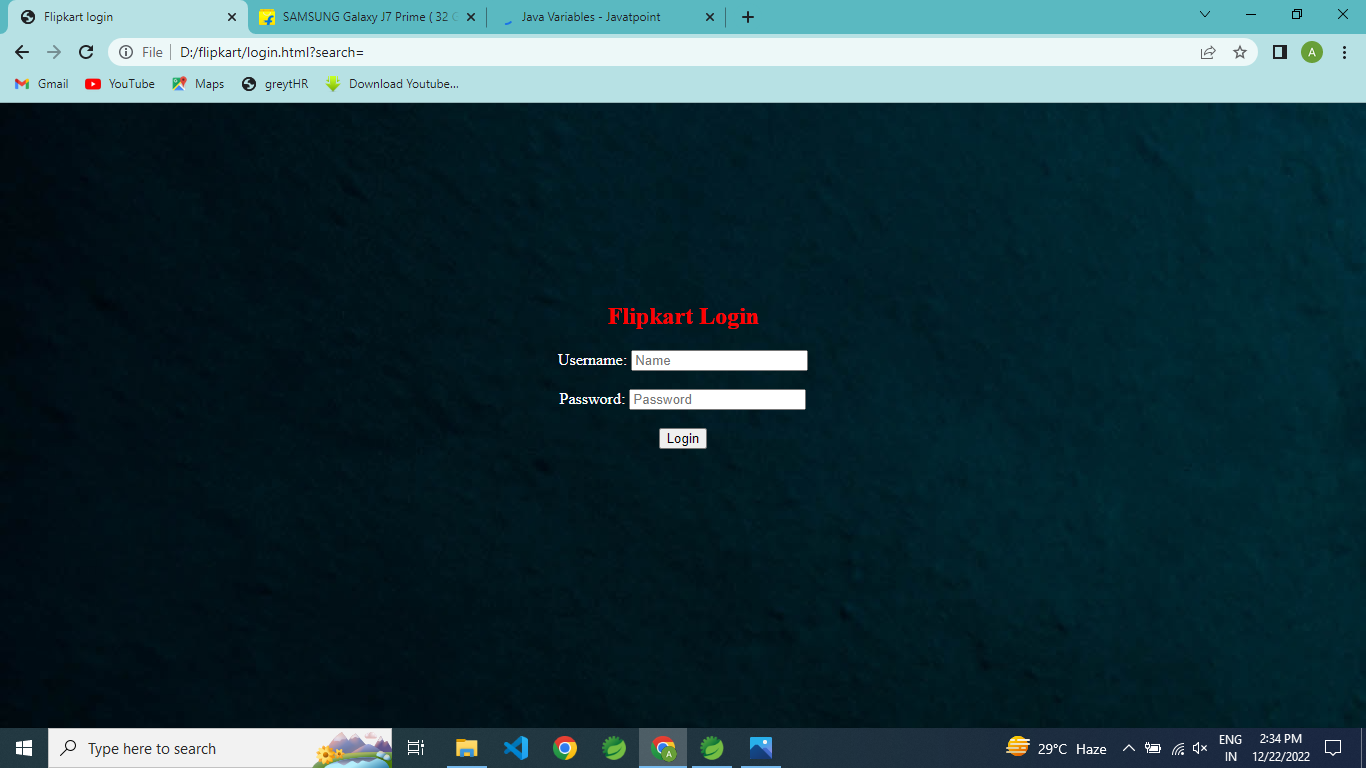 Flipkart login
SAMSUNG Galaxy J7 Prime ( 32 G
Java Variables - Javatpoint
File
D:/flipkart/login.html?search=
A
Gmail
YouTube
Maps
greytHR
Download Youtube...
Flipkart Login
Username: Name
Password: Password
Login
Type here to search
A
29°C Haze
ENG
IN
2:34 PM
12/22/2022